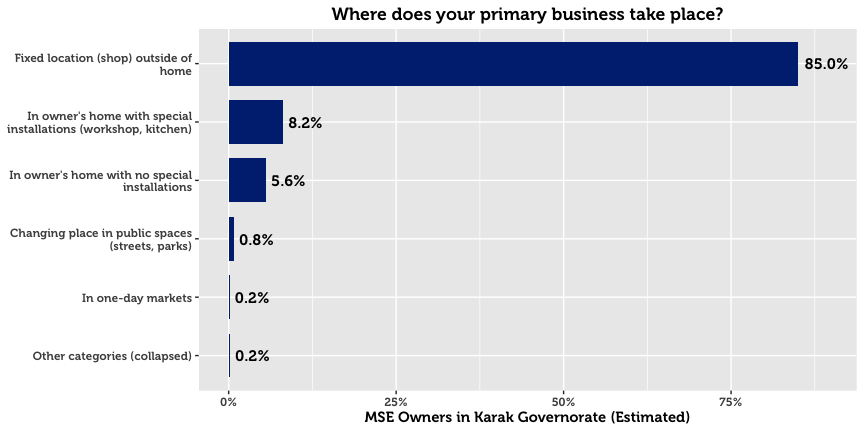 Where does your primary business take place?
Fixed location (shop) outside of
home
85.0%
In owner's home with special
installations (workshop, kitchen)
8.2%
In owner's home with no special
installations
5.6%
Changing place in public spaces
(streets, parks)
0.8%
In one-day markets
0.2%
Other categories (collapsed)
0.2%
0%
25%
50%
75%
MSE Owners in Karak Governorate (Estimated)